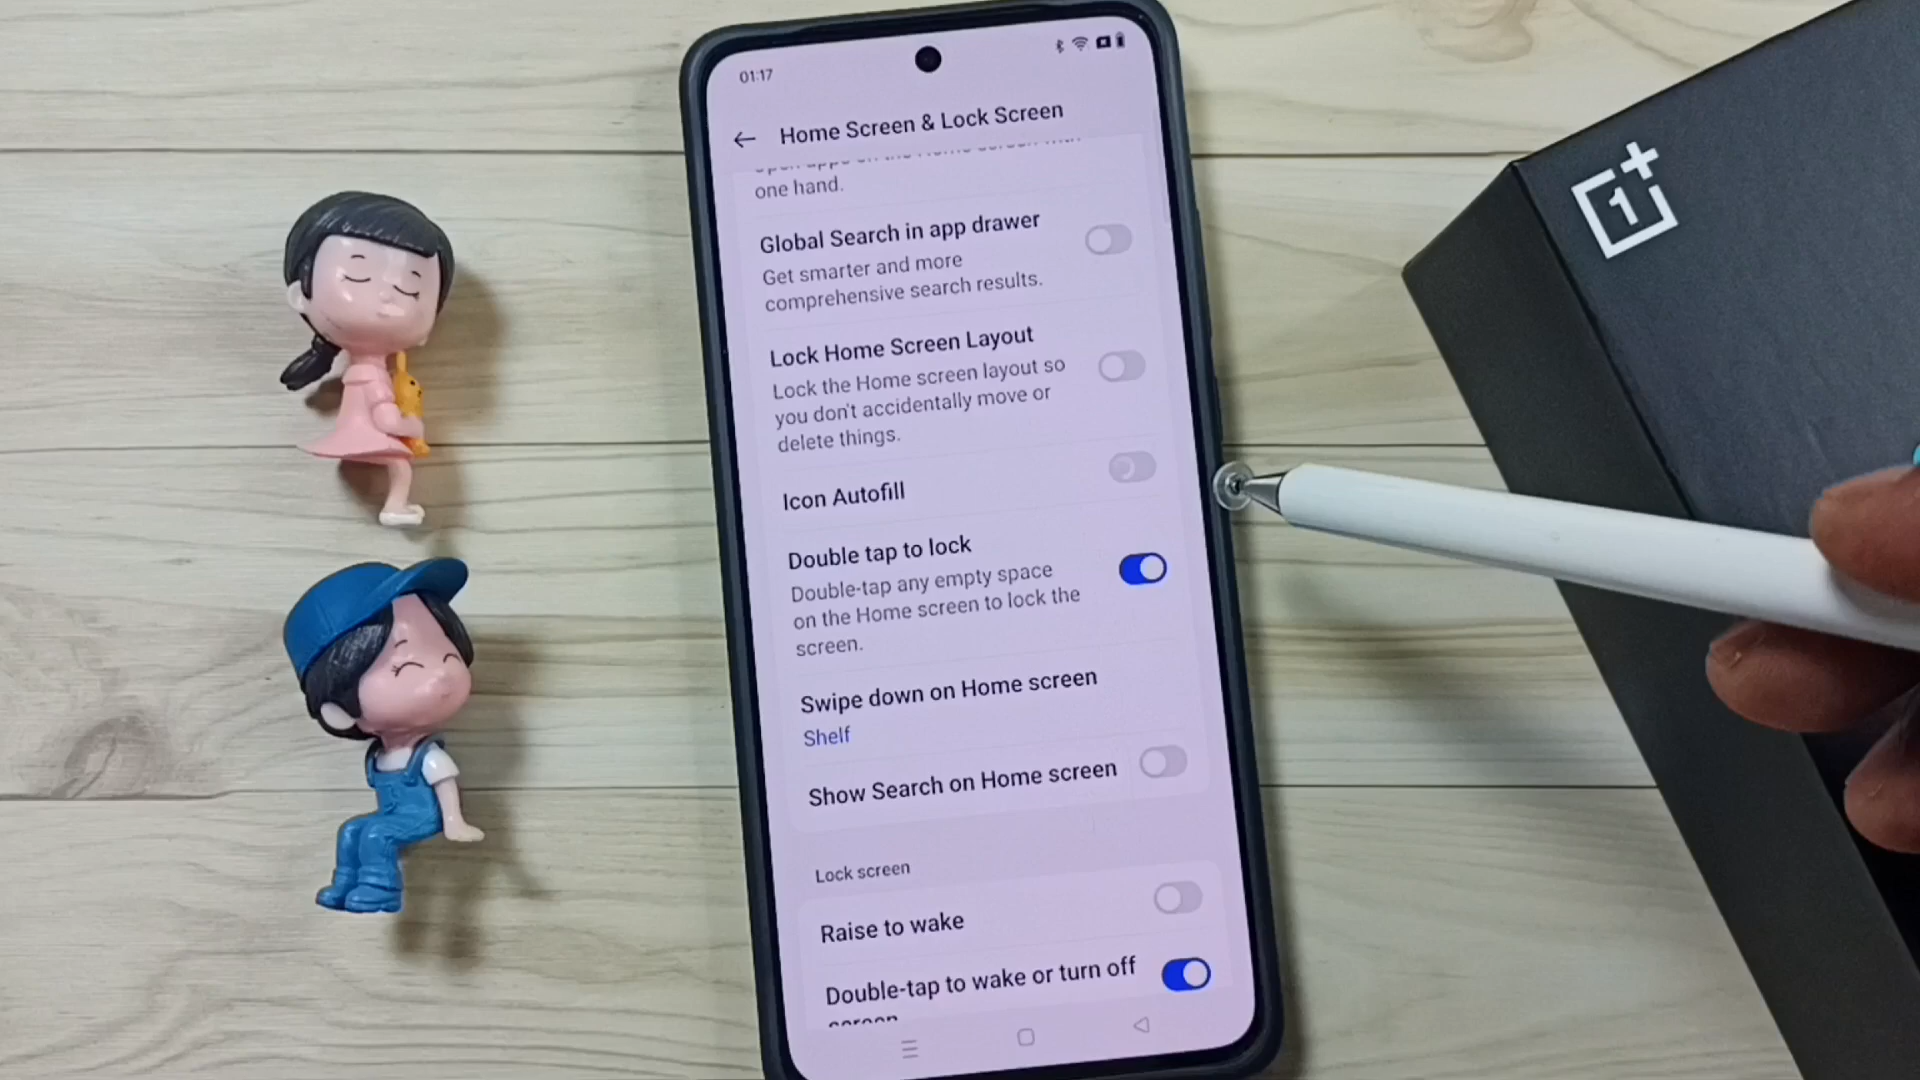 01:17
Home Screen & Lock Screen
one hand.
Global Search in app drawer
Get smarter and more
comprehensive search results.
Lock Home Screen Layout
Lock the Home screen layout so
you don't accidentally move or
delete things.
Icon Autofill
Double tap to lock
Double-tap any empty space
on the Home screen to lock the
screen.
Swipe down on Home screen
Shelf
Show Search on Home screen
Lock screen
Raise to wake
Double-tap to wake or turn off
screen
1+